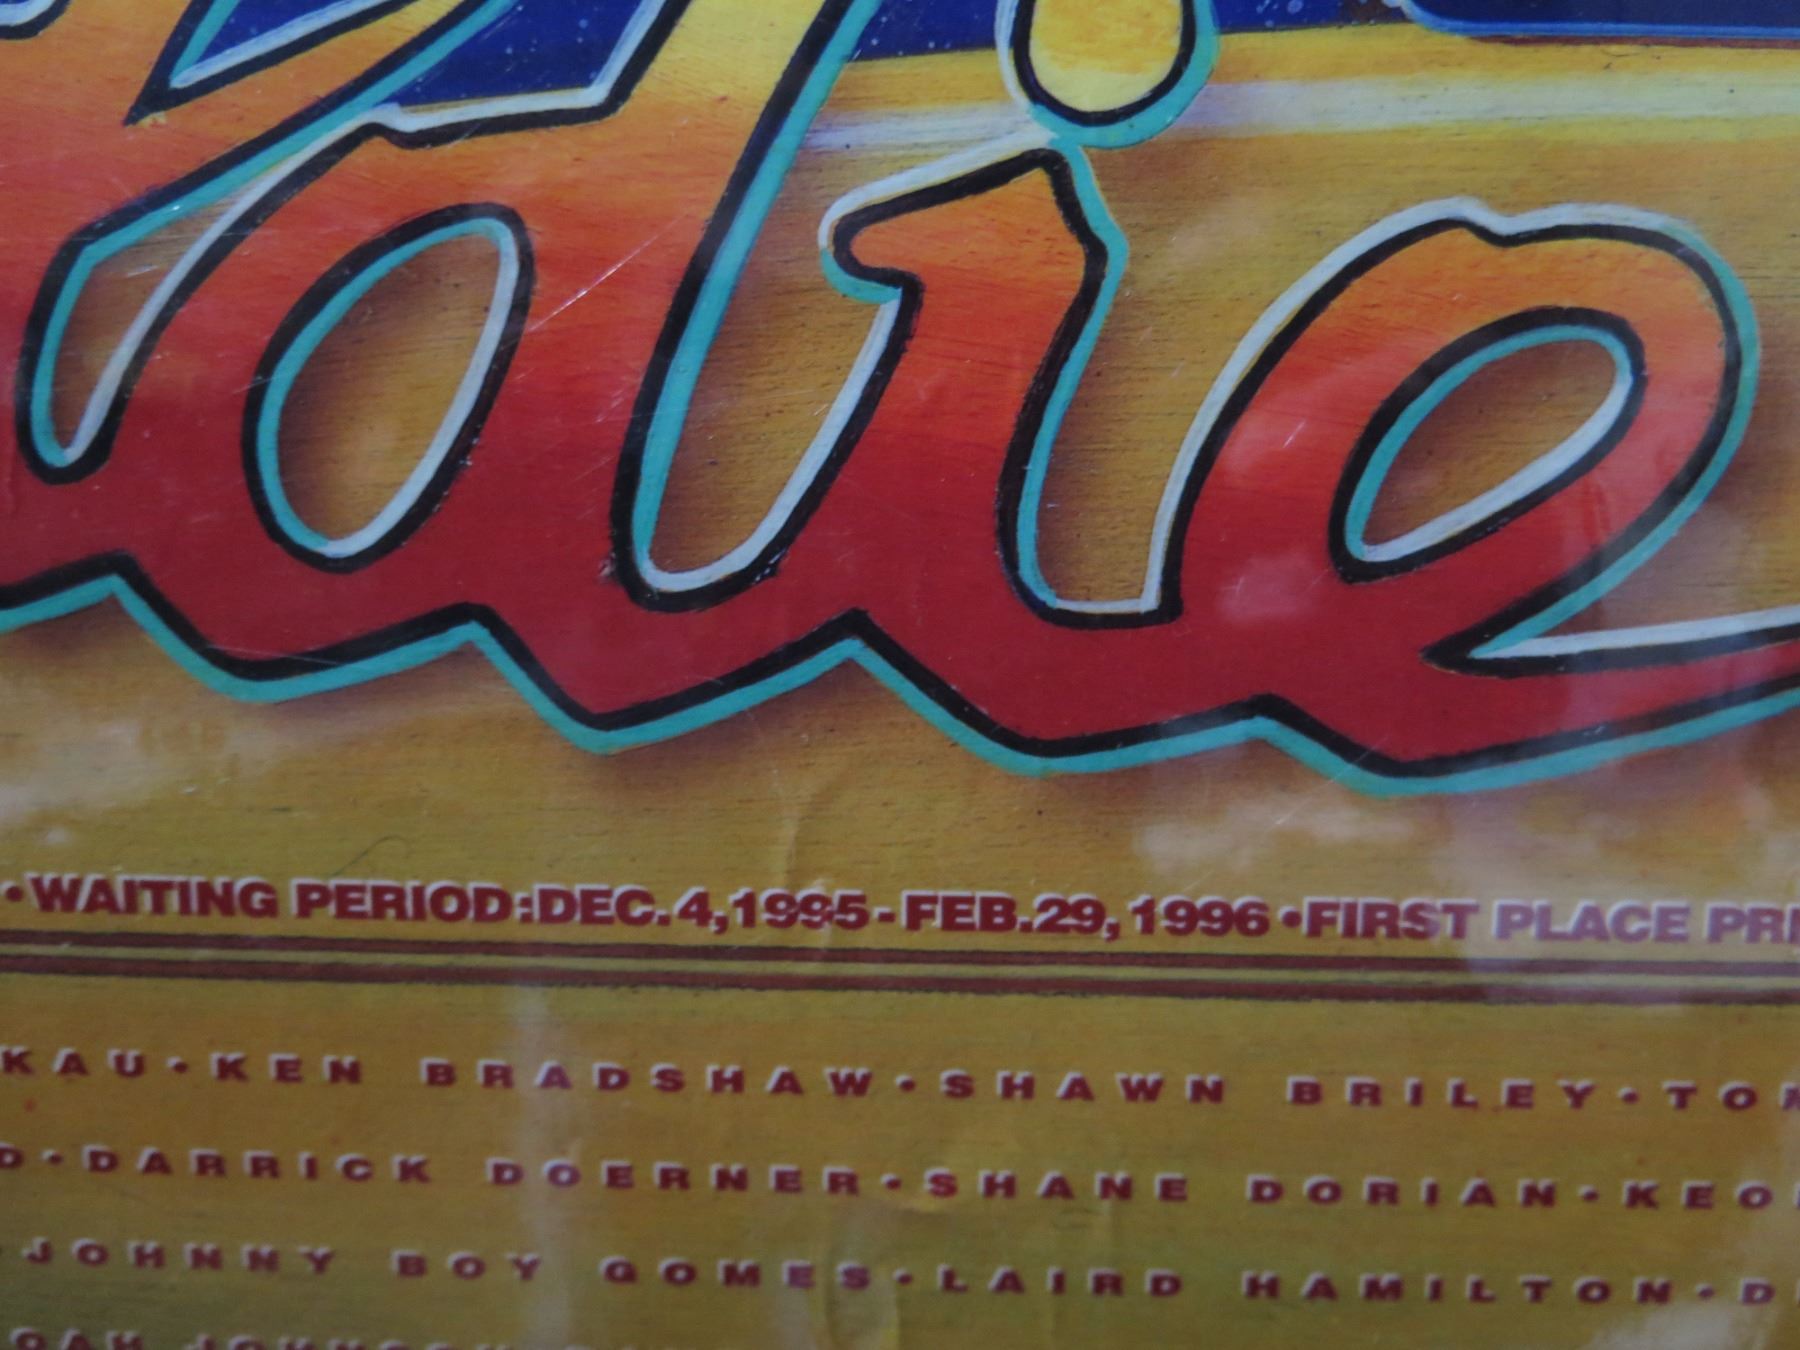 die
• WAITING PERIOD:DEC. 4,1995 - FEB.29, 1996 •FIRST PLACE
KAU • KEN BRADSHAW • SHAWN BRILEY •
• DARRICK DOERNER • SHANE DORIAN •
• JOHNNY BOY GOMES • LAIRD HAMILTON •